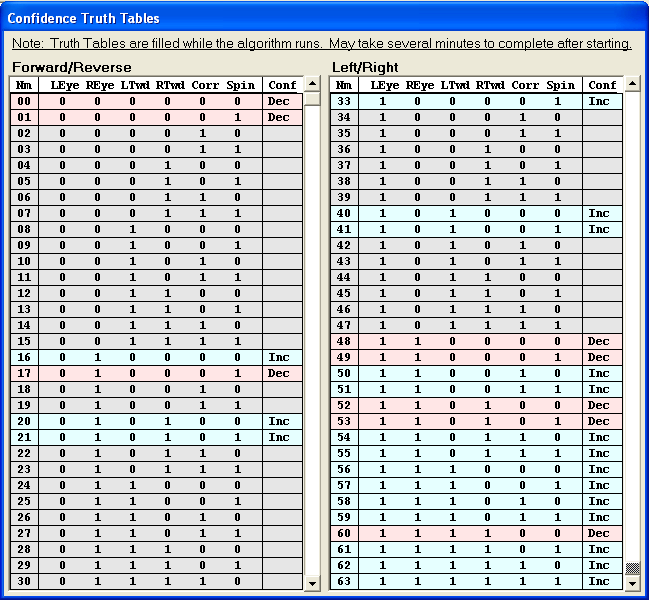 Confidence Truth Tables
Note: Truth Tables are filled while the algorithm runs. May take several minutes to complete after starting.
Forward/Reverse
Nm LEye REye LTwd RTwd Corr Spin Conf
00 0 0 0 0 0 0 Dec
01 0 0 0 0 0 1 Dec
02 0 0 0 0 1 0
03 0 0 0 0 1 1
04 0 0 0 1 0 0
05 0 0 0 1 0 1
06 0 0 0 1 1 0
07 0 0 0 1 1 1
08 0 0 1 0 0 0
09 0 0 1 0 0 1
10 0 0 1 0 1 0
11 0 0 1 0 1 1
12 0 0 1 1 0 0
13 0 0 1 1 0 1
14 0 0 1 1 1 0
15 0 0 1 1 1 1
16 0 1 0 0 0 0 Inc
17 0 1 0 0 0 1 Dec
18 0 1 0 0 1 0
19 0 1 0 0 1 1
20 0 1 0 1 0 0 Inc
21 0 1 0 1 0 1 Inc
22 0 1 0 1 1 0
23 0 1 0 1 1 1
24 0 1 1 0 0 0
25 0 1 1 0 0 1
26 0 1 1 0 1 0
27 0 1 1 0 1 1
28 0 1 1 1 0 0
29 0 1 1 1 0 1
30 0 1 1 1 1 0
Left/Right
Nm LEye REye LTwd RTwd Corr Spin Conf
33 1 0 0 0 0 1 Inc
34 1 0 0 0 1 0
35 1 0 0 0 1 1
36 1 0 0 1 0 0
37 1 0 0 1 0 1
38 1 0 0 1 1 0
39 1 0 0 1 1 1
40 1 0 1 0 0 0 Inc
41 1 0 1 0 0 1 Inc
42 1 0 1 0 1 0
43 1 0 1 0 1 1
44 1 0 1 1 0 0
45 1 0 1 1 0 1
46 1 0 1 1 1 0
47 1 0 1 1 1 1
48 1 1 0 0 0 0 Dec
49 1 1 0 0 0 1 Dec
50 1 1 0 0 1 0 Inc
51 1 1 0 0 1 1 Inc
52 1 1 0 1 0 0 Dec
53 1 1 0 1 0 1 Dec
54 1 1 0 1 1 0 Inc
55 1 1 0 1 1 1 Inc
56 1 1 1 0 0 0 Inc
57 1 1 1 0 0 1 Inc
58 1 1 1 0 1 0 Inc
59 1 1 1 0 1 1 Inc
60 1 1 1 1 0 0 Dec
61 1 1 1 1 0 1 Inc
62 1 1 1 1 1 0 Inc
63 1 1 1 1 1 1 Inc